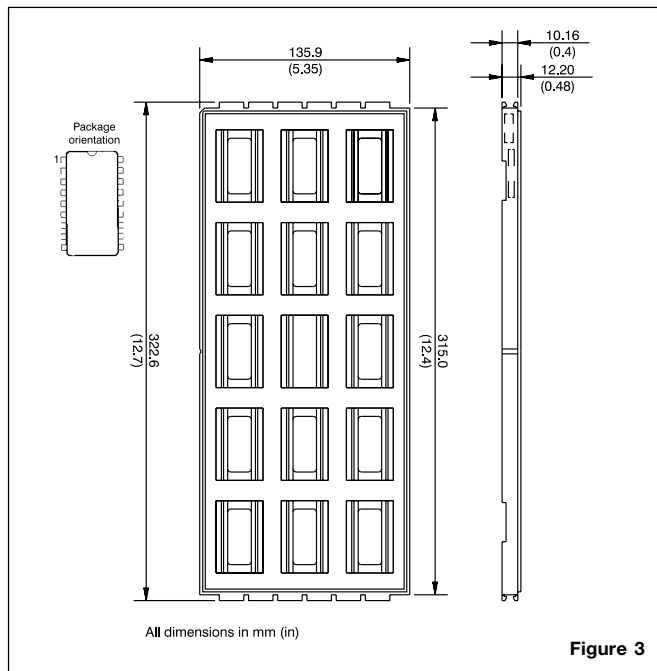 135.9
(5.35)
10.16
(0.4)
12.20
(0.48)
Package
orientation
1
322.6
(12.7)
315.0
(12.4)
All dimensions in mm (in)
Figure 3